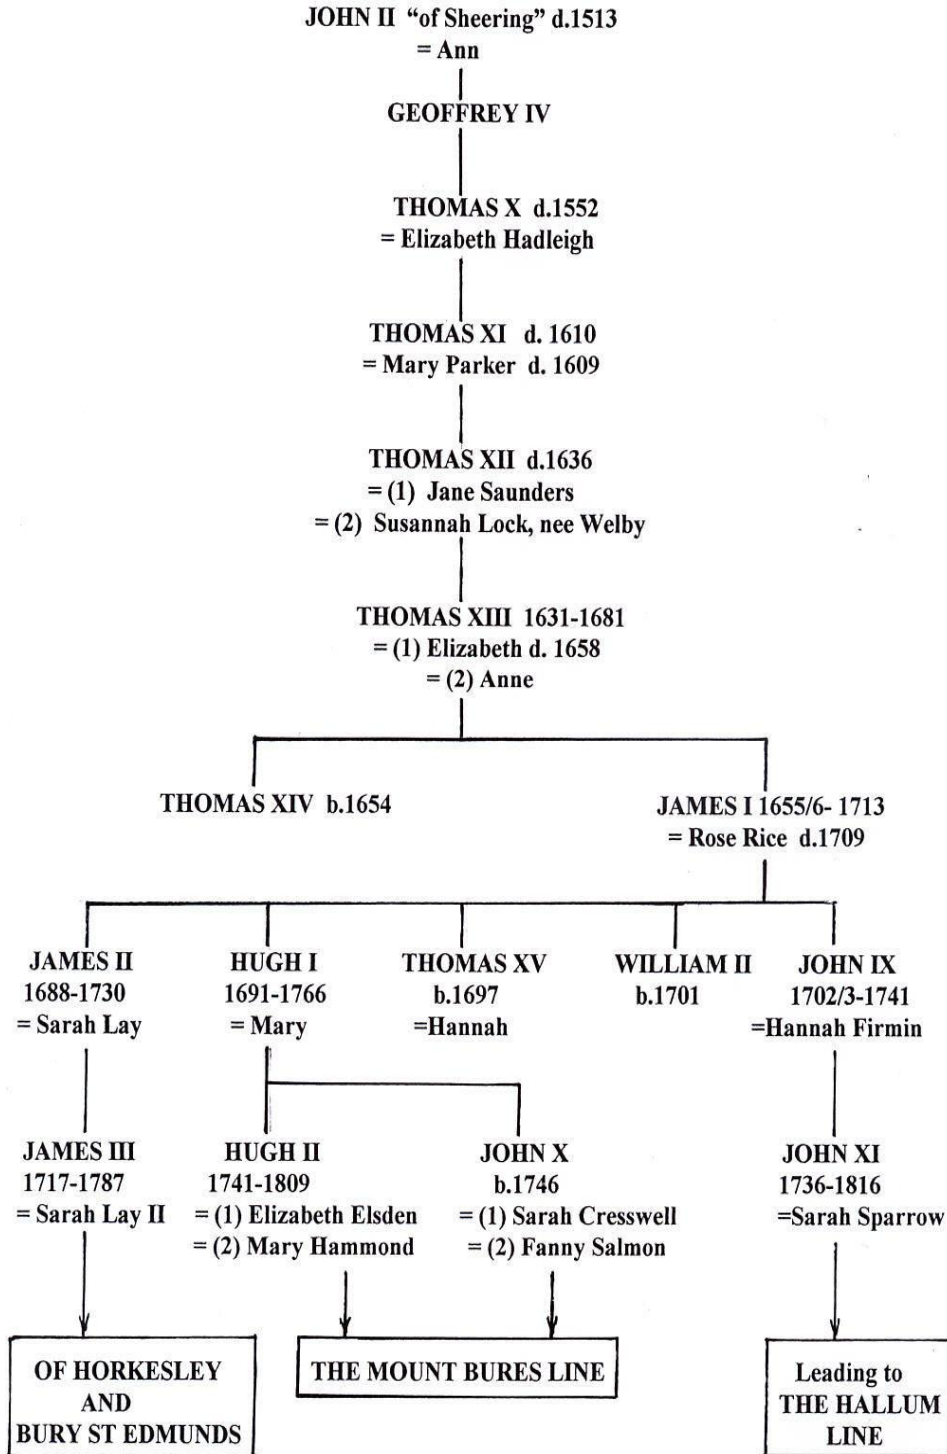 JOHN II “of Sheering” d.1513
= Ann
GEOFFREY IV
THOMAS X d.1552
= Elizabeth Hadleigh
THOMAS XI d. 1610
= Mary Parker d. 1609
THOMAS XII d.1636
= (1) Jane Saunders
= (2) Susannah Lock, nee Welby
THOMAS XIII 1631-1681
= (1) Elizabeth d. 1658
= (2) Anne
THOMAS XIV b.1654
JAMES I 1655/6- 1713
= Rose Rice d.1709
JAMES II
1688-1730
= Sarah Lay
HUGH I
1691-1766
= Mary
THOMAS XV
b.1697
=Hannah
WILLIAM II
b.1701
JOHN IX
1702/3-1741
=Hannah Firmin
JAMES III
1717-1787
= Sarah Lay II
HUGH II
1741-1809
= (1) Elizabeth Elsden
= (2) Mary Hammond
JOHN X
b.1746
= (1) Sarah Cresswell
= (2) Fanny Salmon
JOHN XI
1736-1816
=Sarah Sparrow
OF HORKESLEY
AND
BURY ST EDMUNDS
THE MOUNT BURES LINE
Leading to
THE HALLUM
LINE